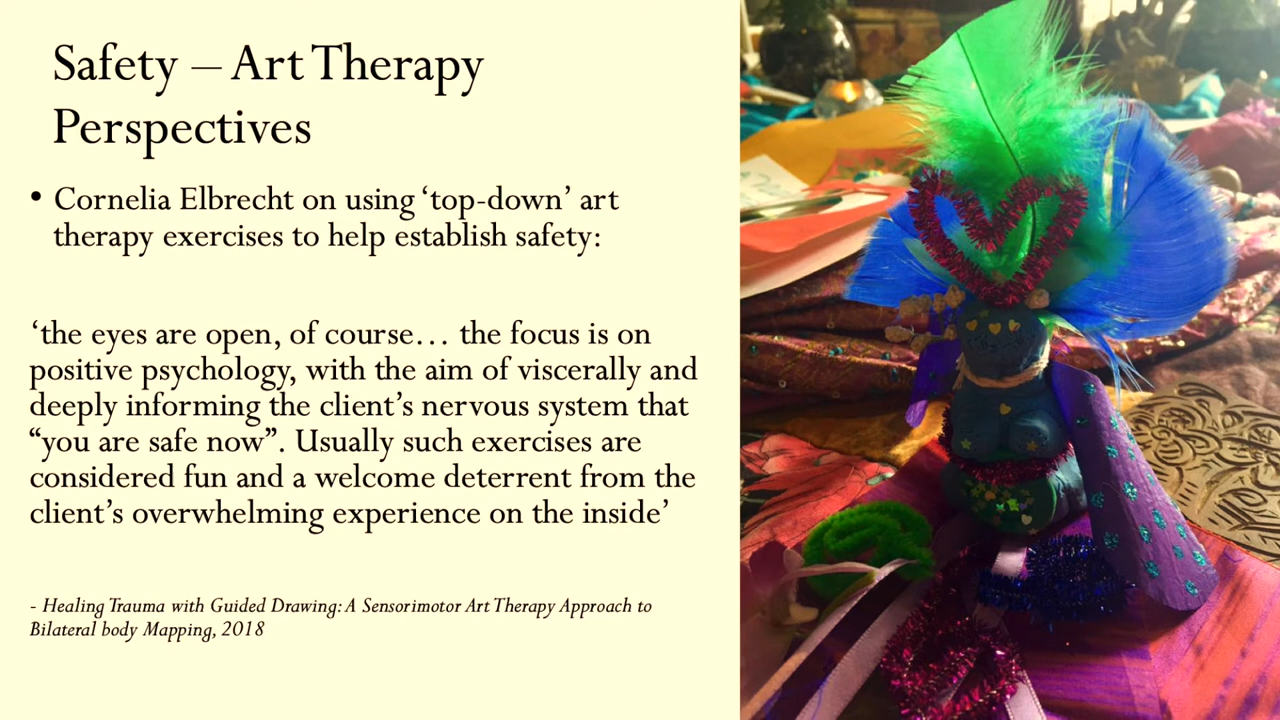 Safety – Art Therapy
Perspectives
• Cornelia Elbrecht on using ‘top-down’ art
therapy exercises to help establish safety:
‘the eyes are open, of course… the focus is on
positive psychology, with the aim of viscerally and
deeply informing the client’s nervous system that
“you are safe now”. Usually such exercises are
considered fun and a welcome deterrent from the
client’s overwhelming experience on the inside’
- Healing Trauma with Guided Drawing: A Sensorimotor Art Therapy Approach to
Bilateral body Mapping, 2018